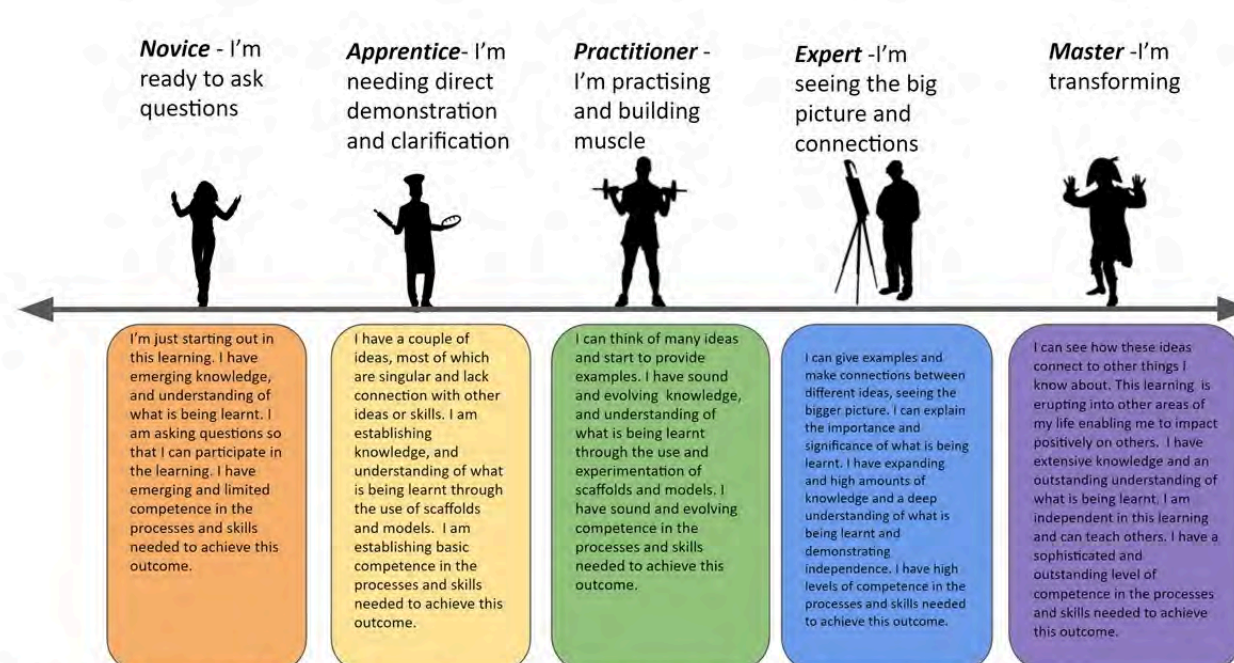 Novice - I'm
ready to ask
questions
Apprentice- I'm
needing direct
demonstration
and clarification
Practitioner -
I'm practising
and building
muscle
Expert -I'm
seeing the big
picture and
connections
Master -I'm
transforming
I'm just starting out in
this learning. I have
emerging knowledge,
and understanding of
what is being learnt. I
am asking questions so
that I can participate in
the learning. I have
emerging and limited
competence in the
processes and skills
needed to achieve this
outcome.
I have a couple of
ideas, most of which
are singular and lack
connection with other
ideas or skills. I am
establishing
knowledge, and
understanding of what
is being learnt through
the use of scaffolds
and models.  I am
establishing basic
competence in the
processes and skills
needed to achieve this
outcome.
I can think of many ideas
and start to provide
examples. I have sound
and evolving  knowledge,
and understanding of
what is being learnt
through the use and
experimentation of
scaffolds and models. I
have sound and evolving
competence in the
processes and skills
needed to achieve this
outcome.
I can give examples and
make connections between
different ideas, seeing the
bigger picture. I can explain
the importance and
significance of what is being
learnt. I have expanding
and high amounts of
knowledge and a deep
understanding of what is
being learnt and
demonstrating
independence. I have high
levels of competence in the
processes and skills needed
to achieve this outcome.
I can see how these ideas
connect to other things I
know about. This learning  is
erupting into other areas of
my life enabling me to impact
positively on others.  I have
extensive knowledge and an
outstanding understanding of
what is being learnt. I am
independent in this learning
and can teach others. I have a
sophisticated and
outstanding level of
competence in the processes
and skills needed to achieve
this outcome.